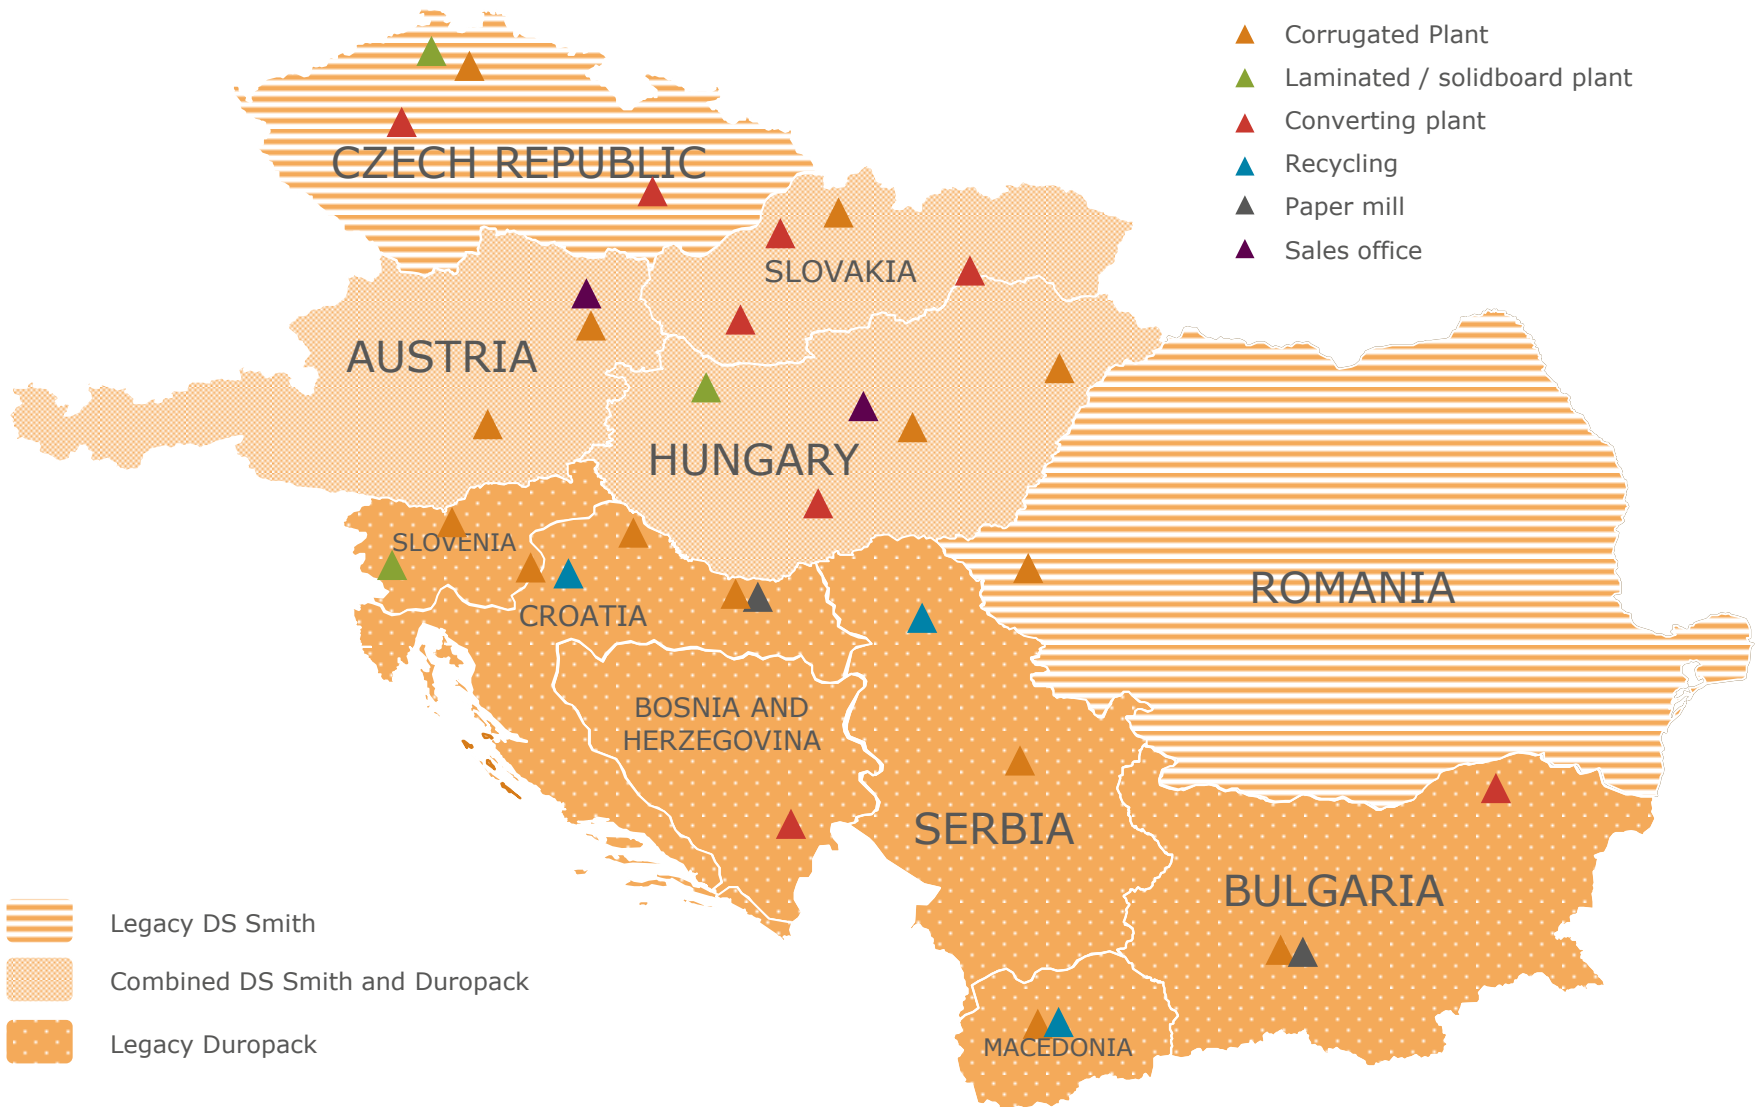 Corrugated Plant
Laminated / solidboard plant
Converting plant
Recycling
Paper mill
Sales office
CZECH REPUBLIC
SLOVAKIA
AUSTRIA
HUNGARY
SLOVENIA
CROATIA
ROMANIA
BOSNIA AND
HERZEGOVINA
SERBIA
BULGARIA
MACEDONIA
Legacy DS Smith
Combined DS Smith and Duropack
Legacy Duropack